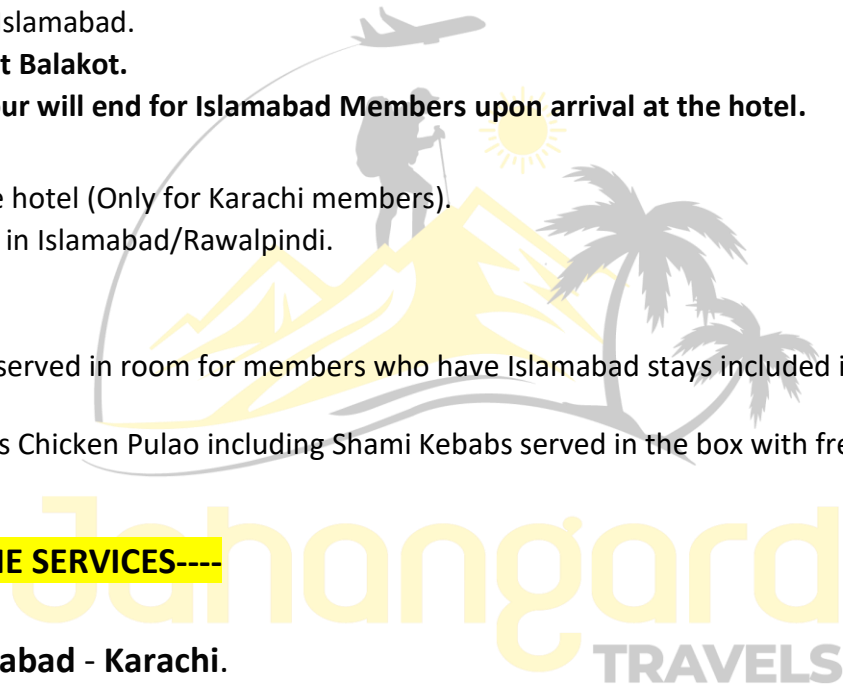 Islamabad.
t Balakot.
our will end for Islamabad Members upon arrival at the hotel.
e hotel (Only for Karachi members).
in Islamabad/Rawalpindi.
served in room for members who have Islamabad stays included i
s Chicken Pulao including Shami Kebabs served in the box with fre
IE SERVICES----
Jahangard
abad - Karachi.
TRAVELS